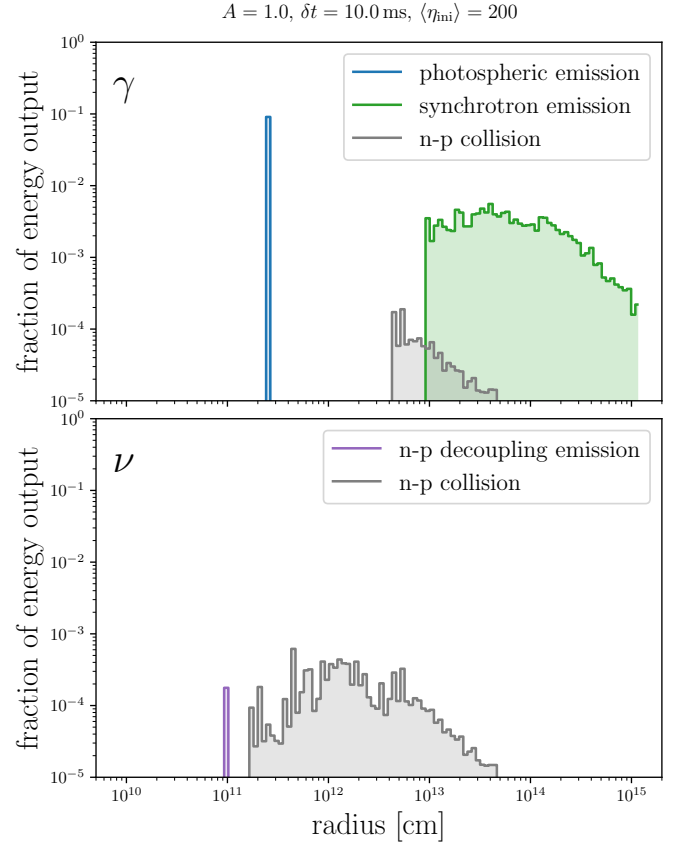 A = 1.0, δt = 10.0 ms, ⟨η_ini⟩ = 200
γ
photospheric emission
synchrotron emission
n-p collision
fraction of energy output
10^0
10^-1
10^-2
10^-3
10^-4
10^-5
ν
n-p decoupling emission
n-p collision
fraction of energy output
10^0
10^-1
10^-2
10^-3
10^-4
10^-5
10^10 10^11 10^12 10^13 10^14 10^15
radius [cm]